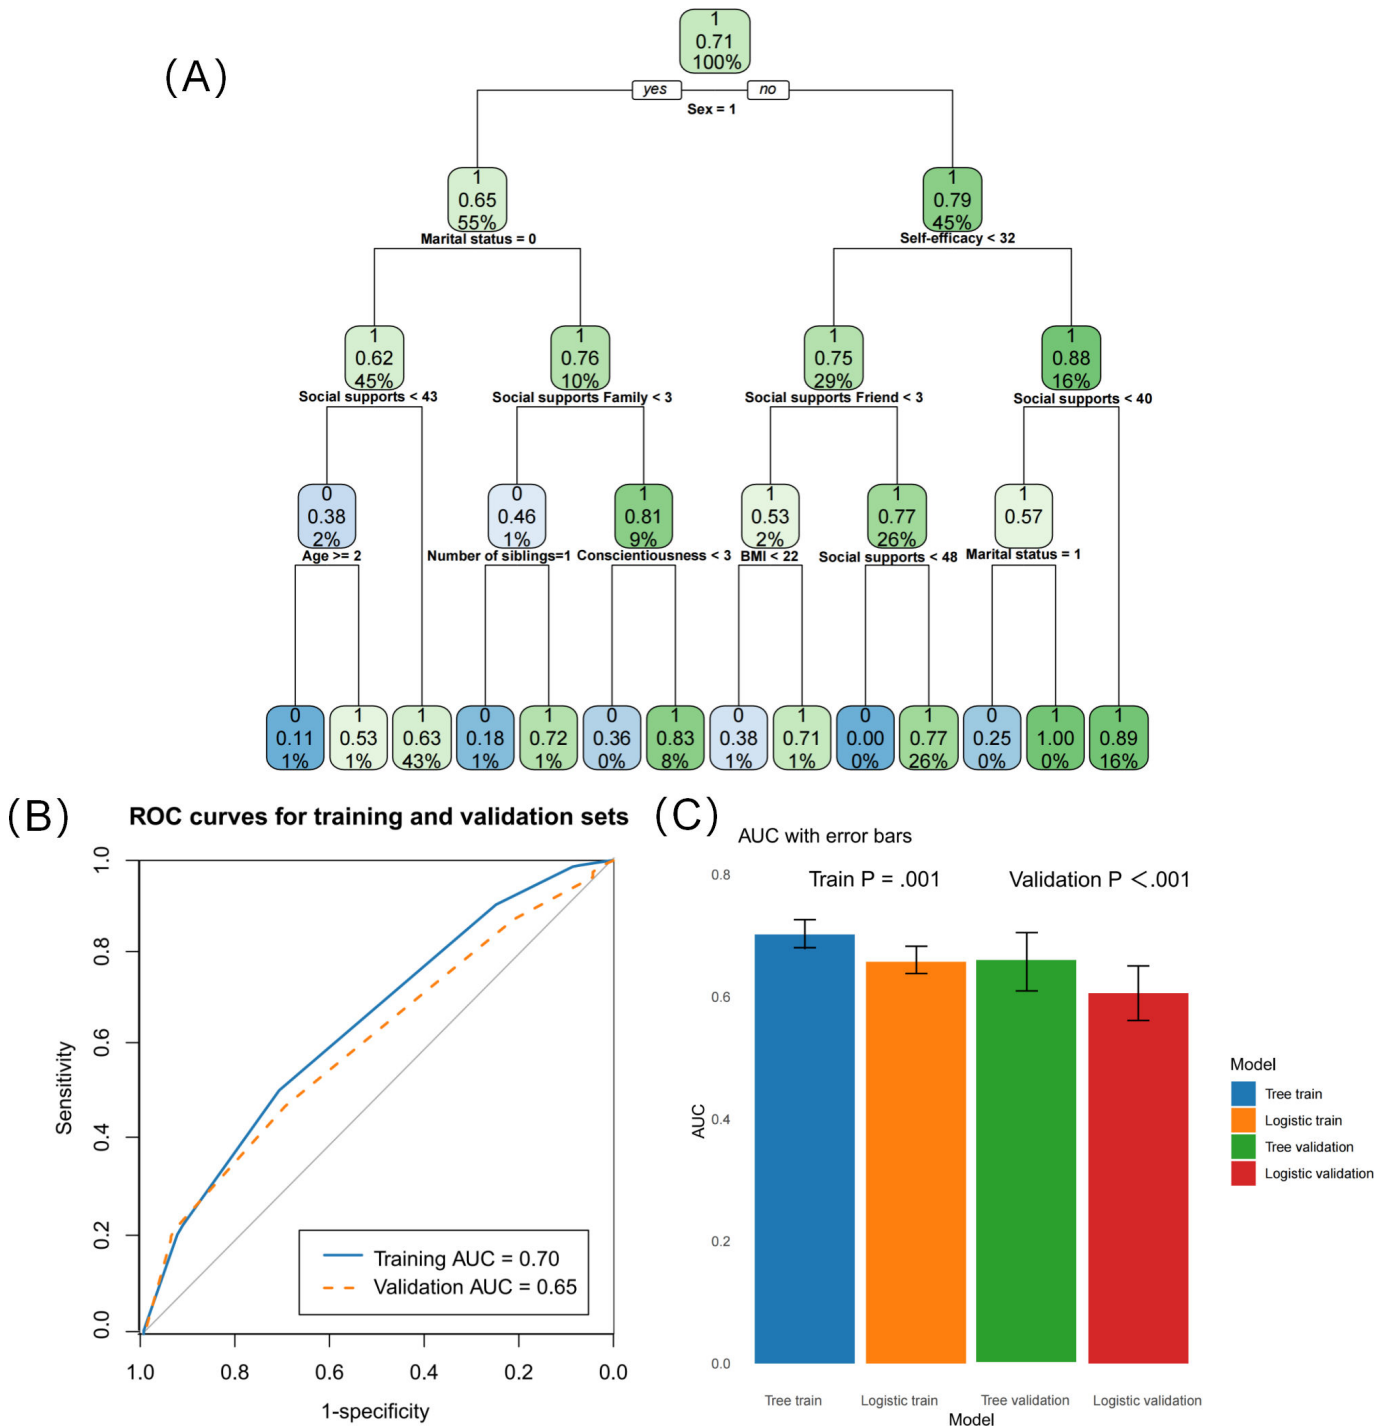 (A)
1
0.71
100%
yes no
Sex = 1
1 1
0.65 0.79
55% 45%
Marital status = 0 Self-efficacy < 32
1 1 1 1
0.62 0.76 0.75 0.88
45% 10% 29% 16%
Social supports < 43 Social supports Family < 3 Social supports Friend < 3 Social supports < 40
0 0 1 1 1 1
0.38 0.46 0.81 0.53 0.77 0.57
2% 1% 9% 2% 26%
Age >= 2 Number of siblings=1 Conscientiousness < 3 BMI < 22 Social supports < 48 Marital status = 1
0 1 1 0 1 0 1 0 1 0 1 0 1 1
0.11 0.53 0.63 0.18 0.72 0.36 0.83 0.38 0.71 0.00 0.77 0.25 1.00 0.89
1% 1% 43% 1% 1% 0% 8% 1% 1% 0% 26% 0% 0% 16%
(B)
ROC curves for training and validation sets
1.0
0.8
0.6
0.4
0.2
0.0
Sensitivity
Training AUC = 0.70
Validation AUC = 0.65
1.0 0.8 0.6 0.4 0.2 0.0
1-specificity
(C)
AUC with error bars
Train P = .001 Validation P <.001
0.8
0.6
0.4
0.2
0.0
AUC
Tree train Logistic train Tree validation Logistic validation
Model
Model
Tree train
Logistic train
Tree validation
Logistic validation